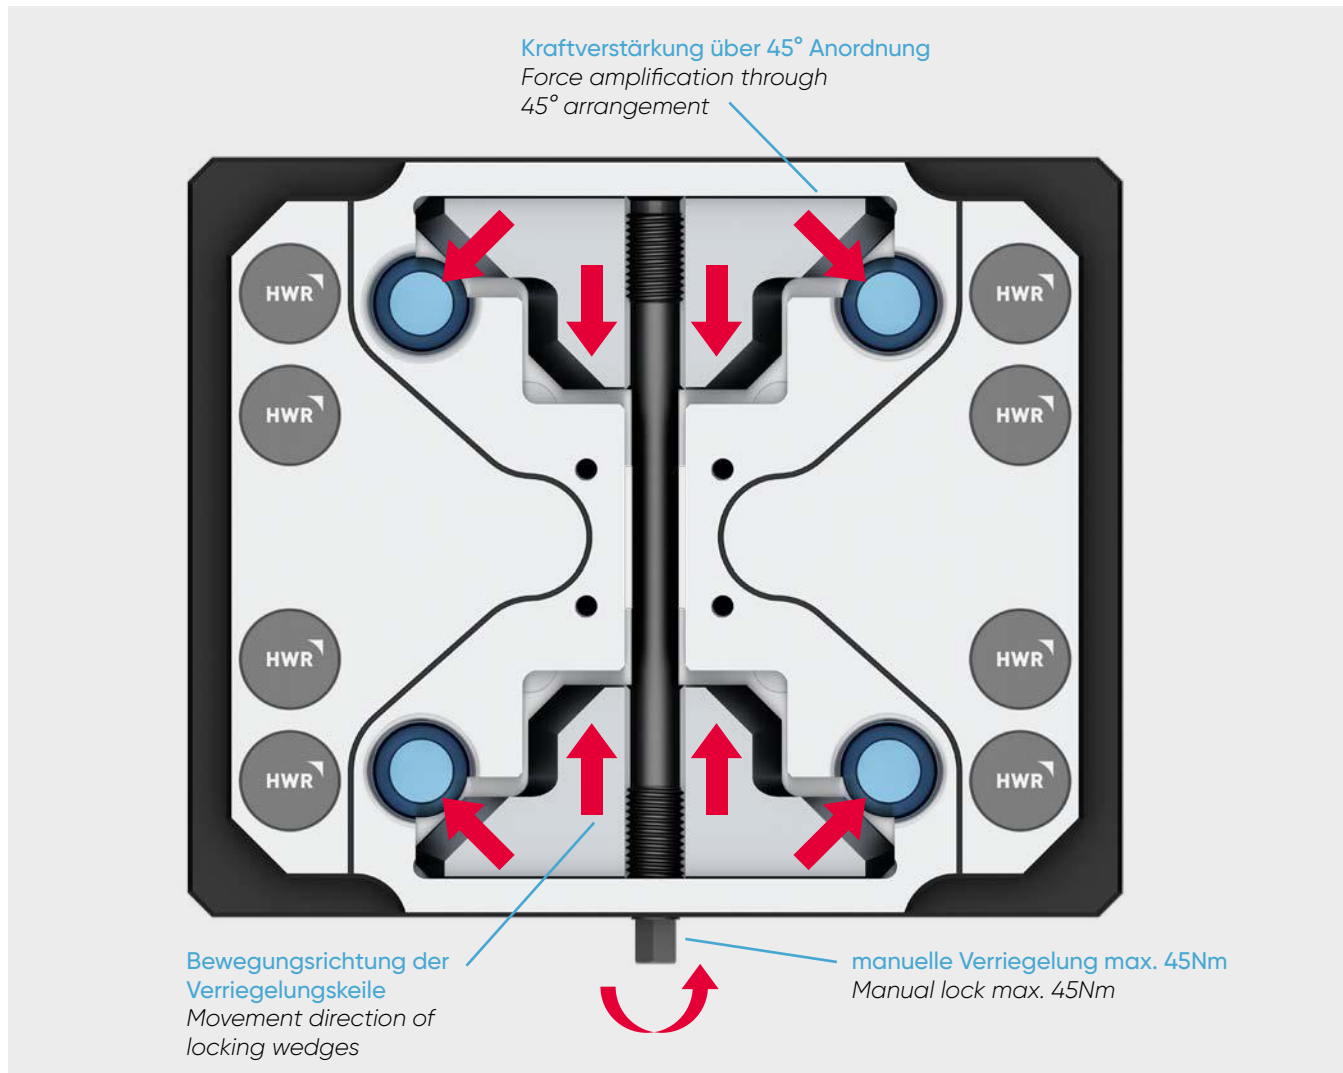 Kraftverstärkung über 45° Anordnung
Force amplification through
45° arrangement
HWR
HWR
HWR
HWR
HWR
HWR
HWR
HWR
Bewegungsrichtung der
Verriegelungskeile
Movement direction of
locking wedges
manuelle Verriegelung max. 45Nm
Manual lock max. 45Nm